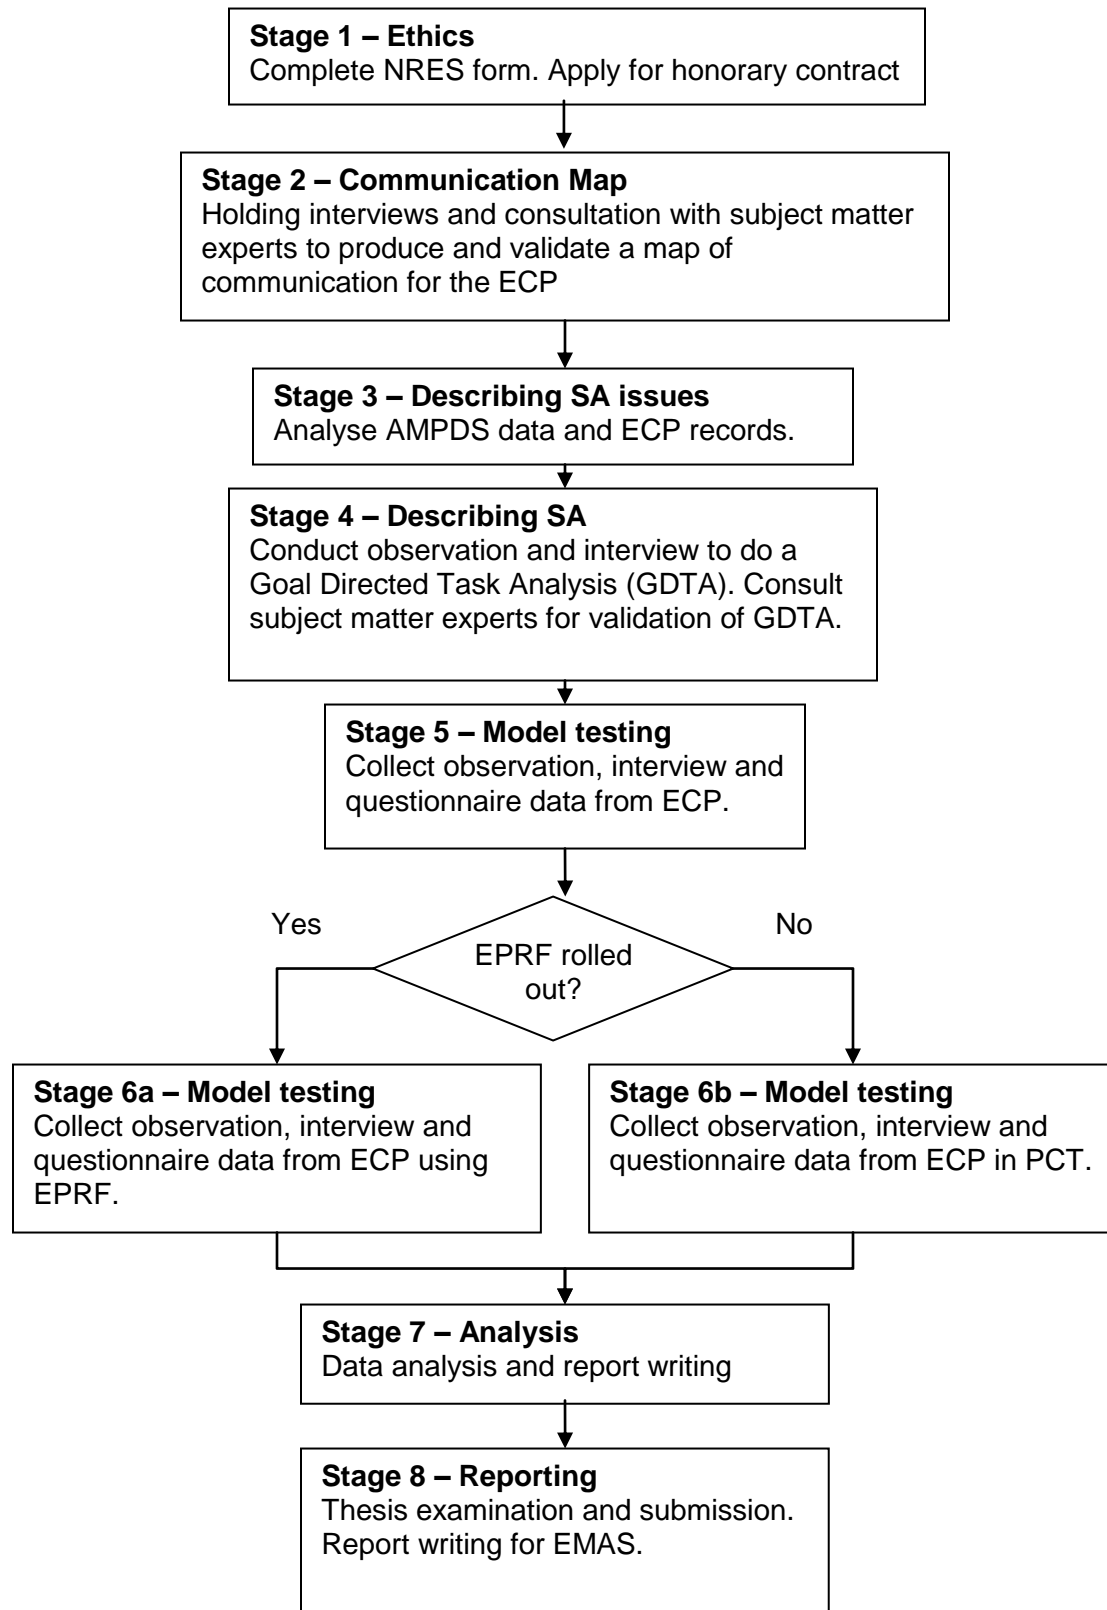 Stage 1 – Ethics
Complete NRES form. Apply for honorary contract
Stage 2 – Communication Map
Holding interviews and consultation with subject matter
experts to produce and validate a map of
communication for the ECP
Stage 3 – Describing SA issues
Analyse AMPDS data and ECP records.
Stage 4 – Describing SA
Conduct observation and interview to do a
Goal Directed Task Analysis (GDTA). Consult
subject matter experts for validation of GDTA.
Stage 5 – Model testing
Collect observation, interview and
questionnaire data from ECP.
Yes
No
EPRF rolled
out?
Stage 6a – Model testing
Collect observation, interview and
questionnaire data from ECP using
EPRF.
Stage 6b – Model testing
Collect observation, interview and
questionnaire data from ECP in PCT.
Stage 7 – Analysis
Data analysis and report writing
Stage 8 – Reporting
Thesis examination and submission.
Report writing for EMAS.